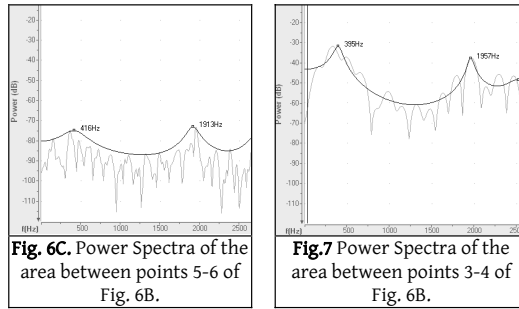 -20
-30
-40
-50
-60
-70
-80
-90
-100
-110
Power (dB)
416Hz
1913Hz
f(Hz)
500
1000
1500
2000
2500
Fig. 6C. Power Spectra of the
area between points 5-6 of
Fig. 6B.
-20
-30
-40
-50
-60
-70
-80
-90
-100
-110
Power (dB)
395Hz
1957Hz
f(Hz)
500
1000
1500
2000
Fig.7 Power Spectra of the
area between points 3-4 of
Fig. 6B.